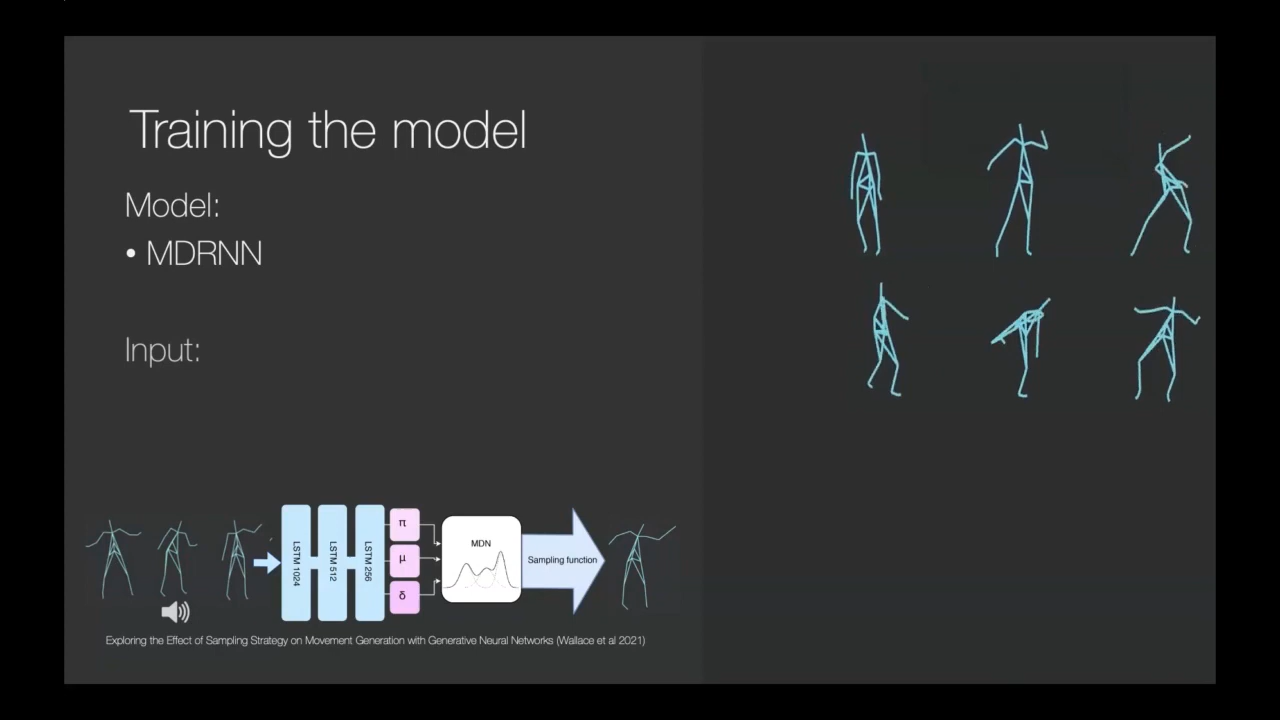 Training the model
Model:
• MDRNN
Input:
LSTM 1024
LSTM 512
LSTM 256
π
μ
δ
MDN
Sampling function
Exploring the Effect of Sampling Strategy on Movement Generation with Generative Neural Networks (Wallace et al 2021)